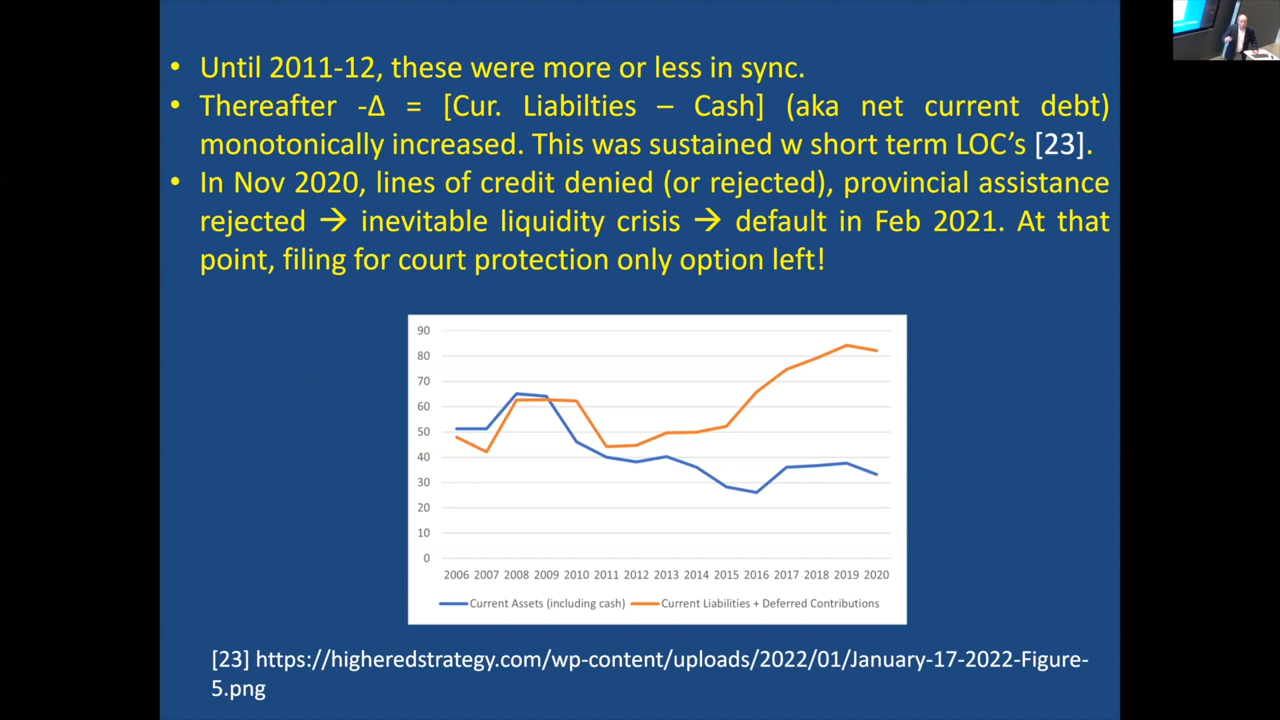 • Until 2011-12, these were more or less in sync.
• Thereafter -Δ = [Cur. Liabilties – Cash] (aka net current debt)
monotonically increased. This was sustained w short term LOC’s [23].
• In Nov 2020, lines of credit denied (or rejected), provincial assistance
rejected → inevitable liquidity crisis → default in Feb 2021. At that
point, filing for court protection only option left!
90
80
70
60
50
40
30
20
10
0
2006 2007 2008 2009 2010 2011 2012 2013 2014 2015 2016 2017 2018 2019 2020
Current Assets (including cash) Current Liabilities + Deferred Contributions
[23] https://higheredstrategy.com/wp-content/uploads/2022/01/January-17-2022-Figure-
5.png